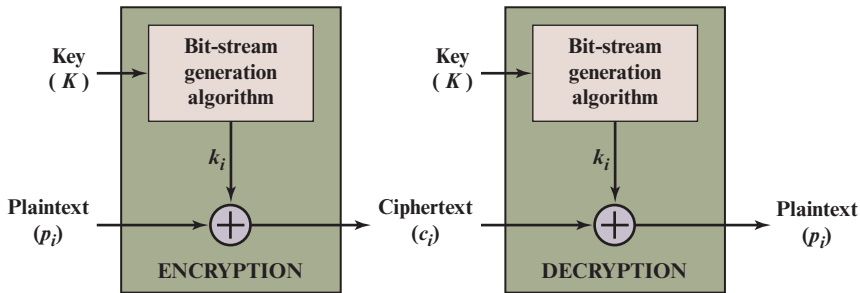 Key
( K )
Bit-stream
generation
algorithm
k_i
Plaintext
(p_i)
ENCRYPTION
Ciphertext
(c_i)
Key
( K )
Bit-stream
generation
algorithm
k_i
DECRYPTION
Plaintext
(p_i)